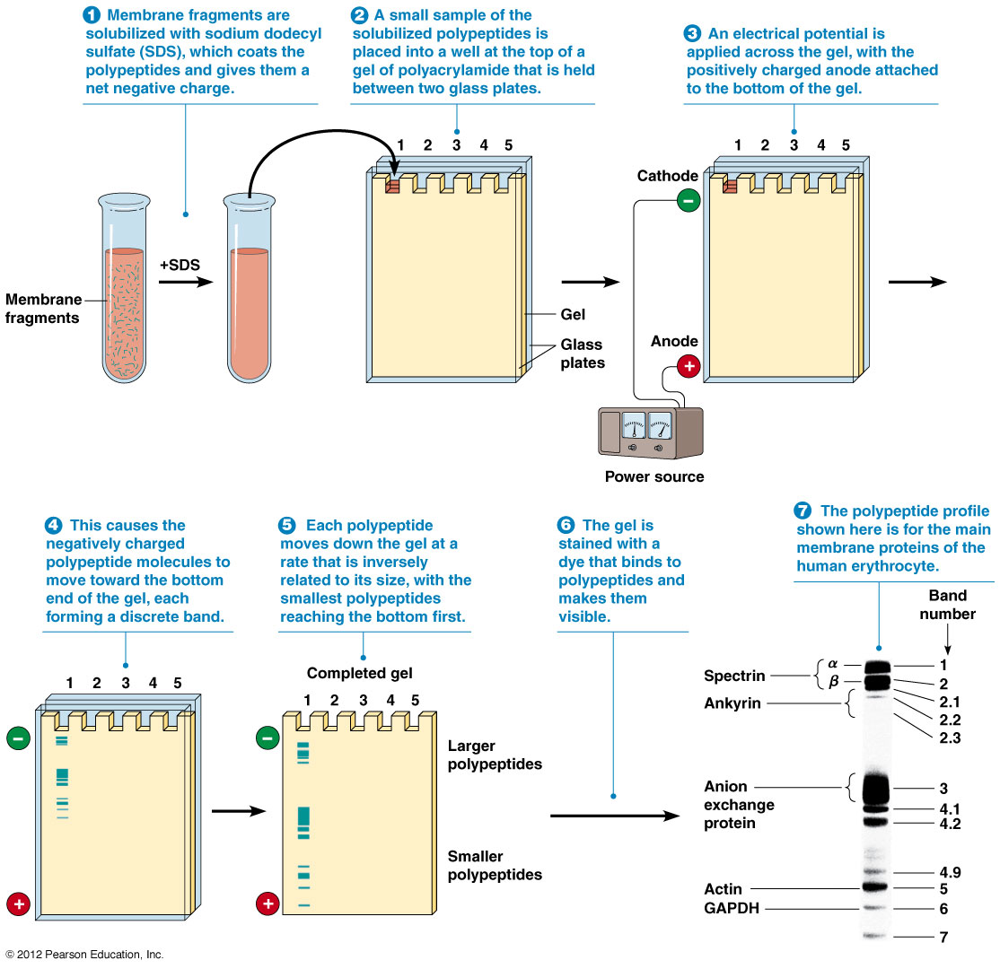 1 Membrane fragments are
solubilized with sodium dodecyl
sulfate (SDS), which coats the
polypeptides and gives them a
net negative charge.
2 A small sample of the
solubilized polypeptides is
placed into a well at the top of a
gel of polyacrylamide that is held
between two glass plates.
3 An electrical potential is
applied across the gel, with the
positively charged anode attached
to the bottom of the gel.
+SDS
Membrane
fragments
1 2 3 4 5
Gel
Glass
plates
1 2 3 4 5
Cathode
−
Anode
+
Power source
4 This causes the
negatively charged
polypeptide molecules to
move toward the bottom
end of the gel, each
forming a discrete band.
5 Each polypeptide
moves down the gel at a
rate that is inversely
related to its size, with the
smallest polypeptides
reaching the bottom first.
6 The gel is
stained with a
dye that binds to
polypeptides and
makes them
visible.
7 The polypeptide profile
shown here is for the main
membrane proteins of the
human erythrocyte.
1 2 3 4 5
−
+
Completed gel
1 2 3 4 5
−
+
Larger
polypeptides
Smaller
polypeptides
Band
number
Spectrin
α
β
Ankyrin
Anion
exchange
protein
Actin
GAPDH
1
2
2.1
2.2
2.3
3
4.1
4.2
4.9
5
6
7
© 2012 Pearson Education, Inc.